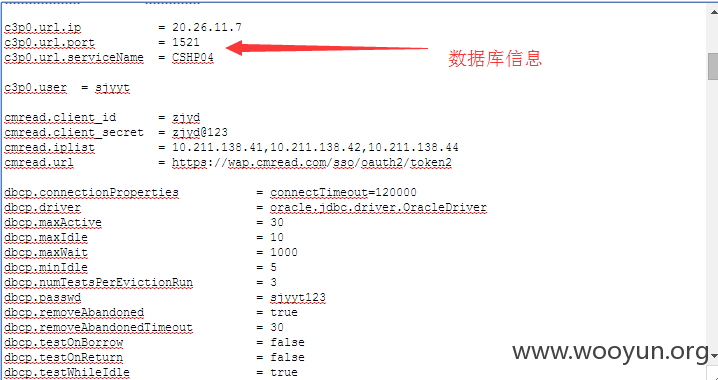 c3p0.url.ip = 20.26.11.7
c3p0.url.port = 1521
c3p0.url.serviceName = CSHP04
数据库信息
c3p0.user = sjyyt
cmread.client_id = zjyd
cmread.client_secret = zjyd@123
cmread.iplist = 10.211.138.41,10.211.138.42,10.211.138.44
cmread.url = https://wap.cmread.com/sso/oauth2/token2
dbcp.connectionProperties = connectTimeout=120000
dbcp.driver = oracle.jdbc.driver.OracleDriver
dbcp.maxActive = 30
dbcp.maxIdle = 10
dbcp.maxWait = 1000
dbcp.minIdle = 5
dbcp.numTestsPerEvictionRun = 3
dbcp.passwd = sjyyt123
dbcp.removeAbandoned = true
dbcp.removeAbandonedTimeout = 30
dbcp.testOnBorrow = false
dbcp.testOnReturn = false
dbcp.testWhileIdle = true
www.wooyun.org